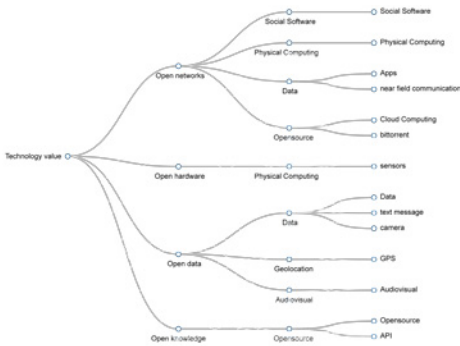 Social Software
Social Software
Physical Computing
Physical Computing
Open networks
Apps
Data
near field communication
Cloud Computing
Opensource
bittorrent
Technology value
sensors
Open hardware
Physical Computing
Data
Data
text message
camera
Open data
Geolocation
GPS
Audiovisual
Audiovisual
Opensource
Open knowledge
Opensource
API